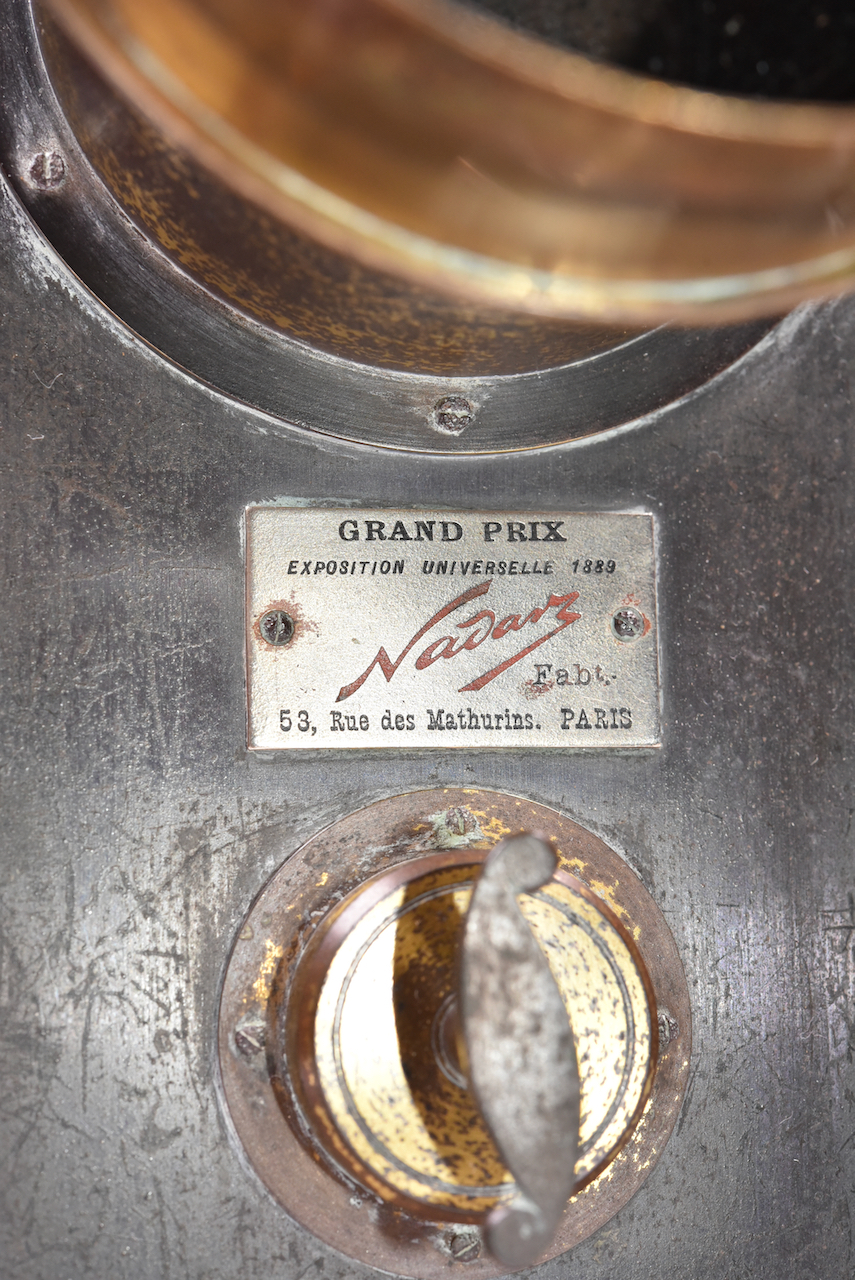 GRAND PRIX
EXPOSITION UNIVERSELLE 1889
Nadar
Fabt.
53, Rue des Mathurins. PARIS